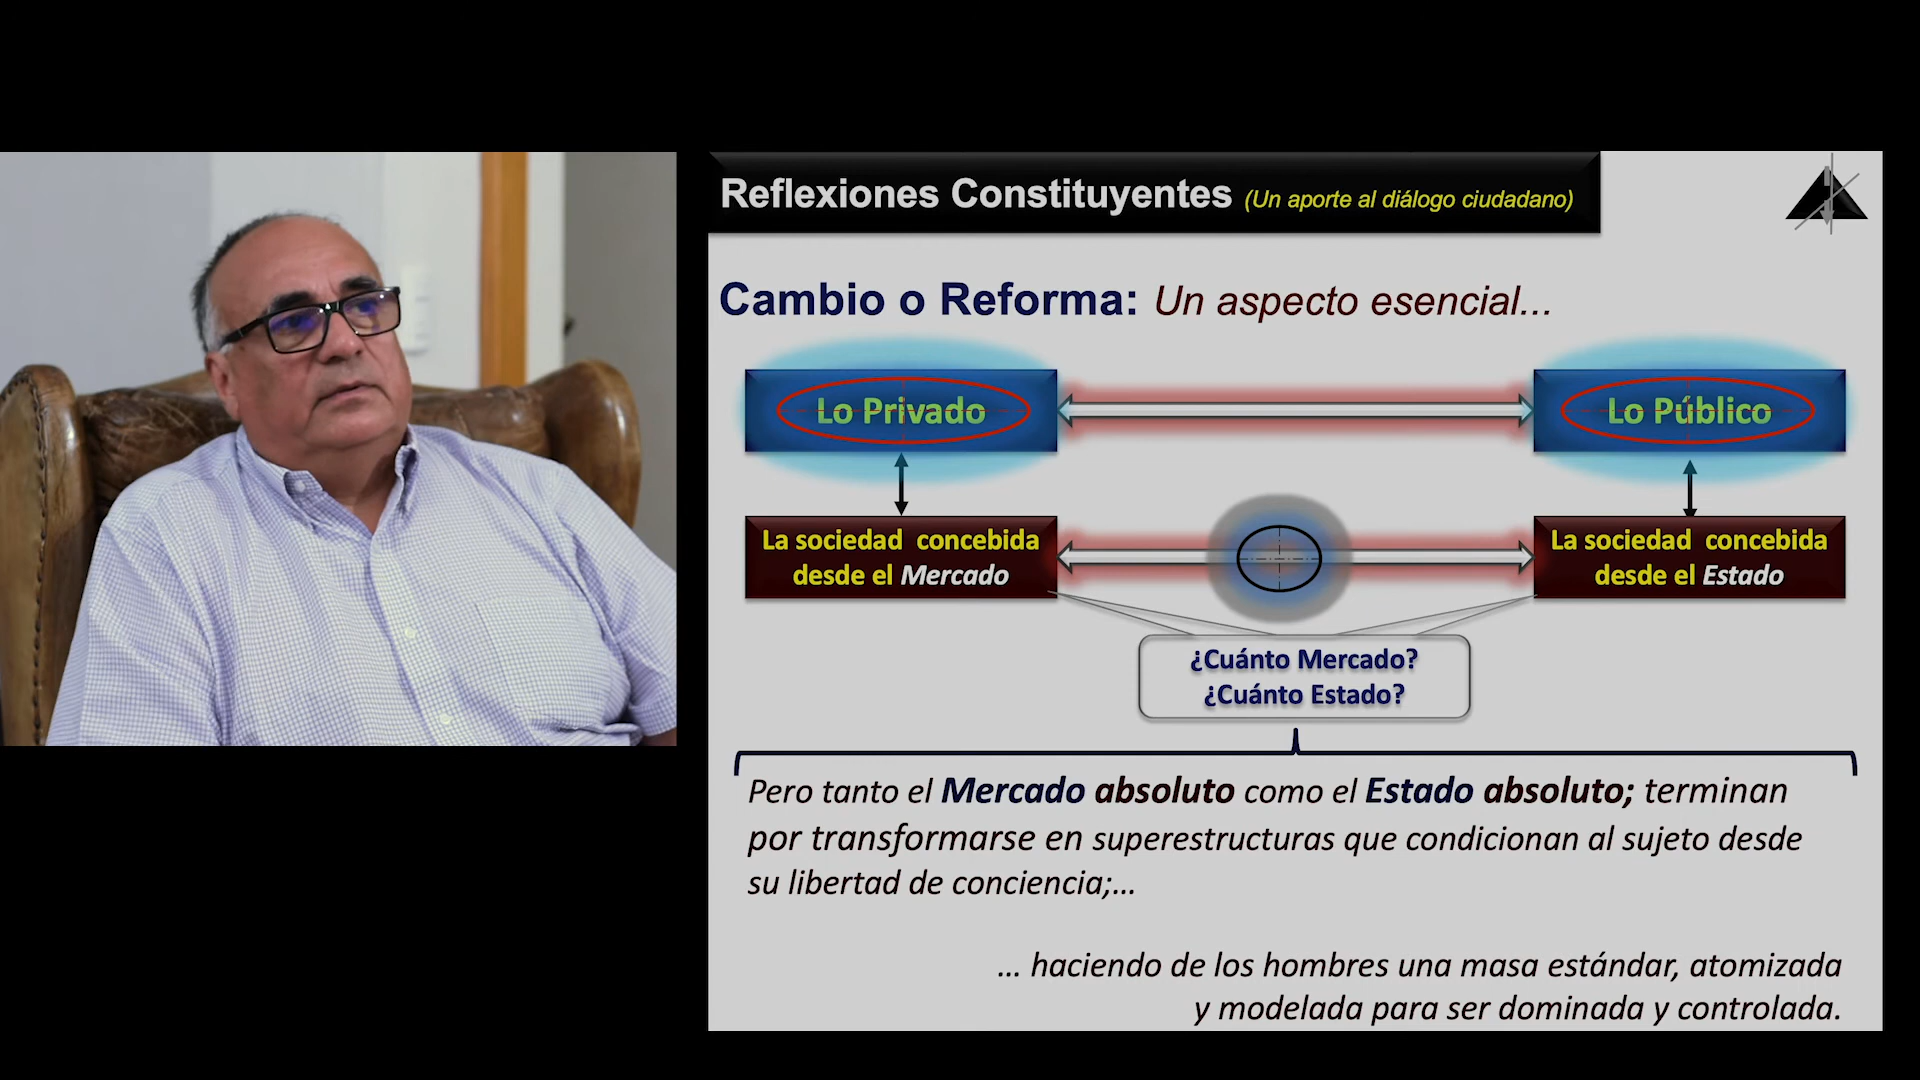 Reflexiones Constituyentes (Un aporte al diálogo ciudadano)
Cambio o Reforma: Un aspecto esencial...
Lo Privado
Lo Público
La sociedad concebida
desde el Mercado
La sociedad concebida
desde el Estado
¿Cuánto Mercado?
¿Cuánto Estado?
Pero tanto el Mercado absoluto como el Estado absoluto; terminan
por transformarse en superestructuras que condicionan al sujeto desde
su libertad de conciencia;...
... haciendo de los hombres una masa estándar, atomizada
y modelada para ser dominada y controlada.